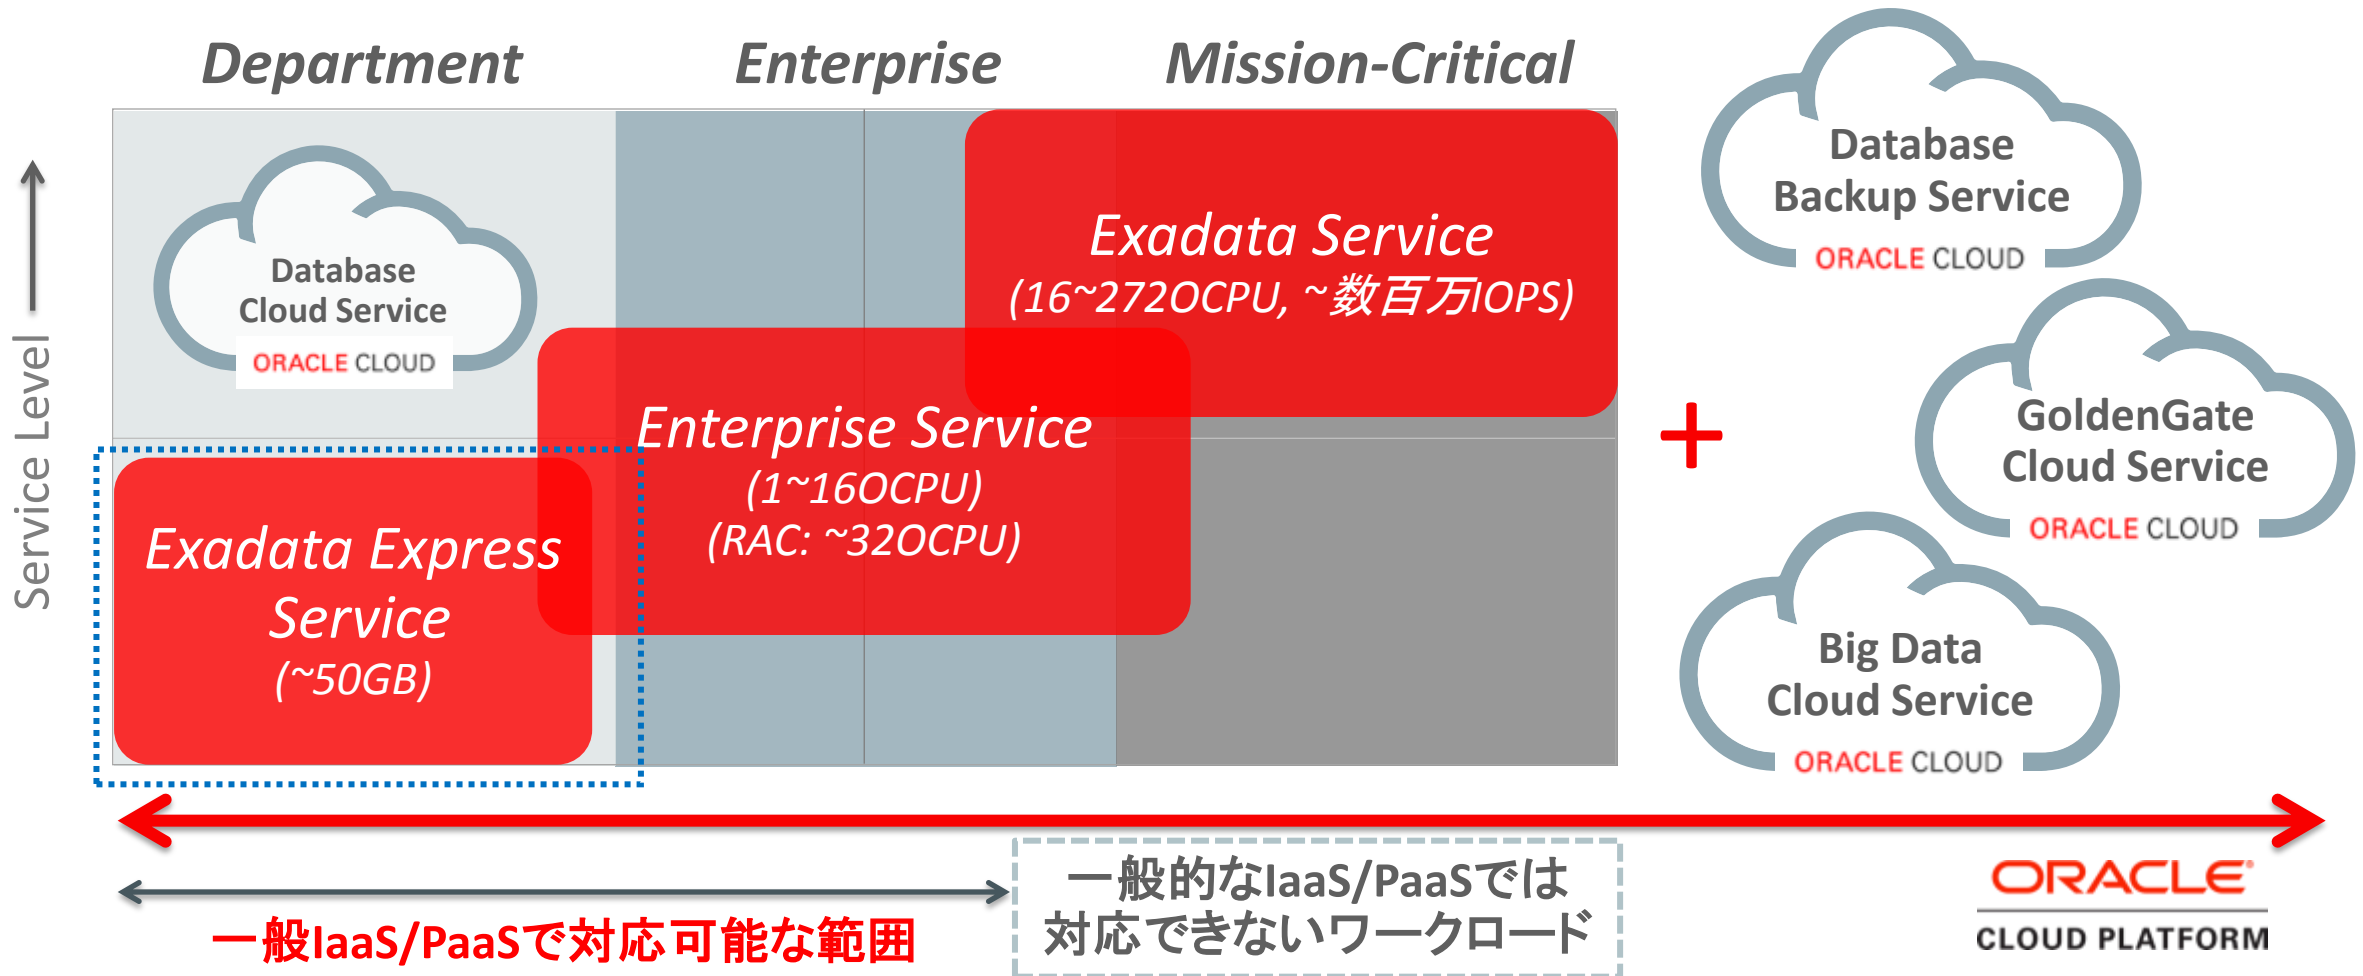 Department
Enterprise
Mission-Critical
Service Level
Database
Cloud Service
ORACLE CLOUD
Exadata Service
(16~272OCPU, ~数百万IOPS)
Enterprise Service
(1~16OCPU)
(RAC: ~32OCPU)
Exadata Express
Service
(~50GB)
+
Database
Backup Service
ORACLE CLOUD
GoldenGate
Cloud Service
ORACLE CLOUD
Big Data
Cloud Service
ORACLE CLOUD
一般IaaS/PaaSで対応可能な範囲
一般的なIaaS/PaaSでは
対応できないワークロード
ORACLE®
CLOUD PLATFORM